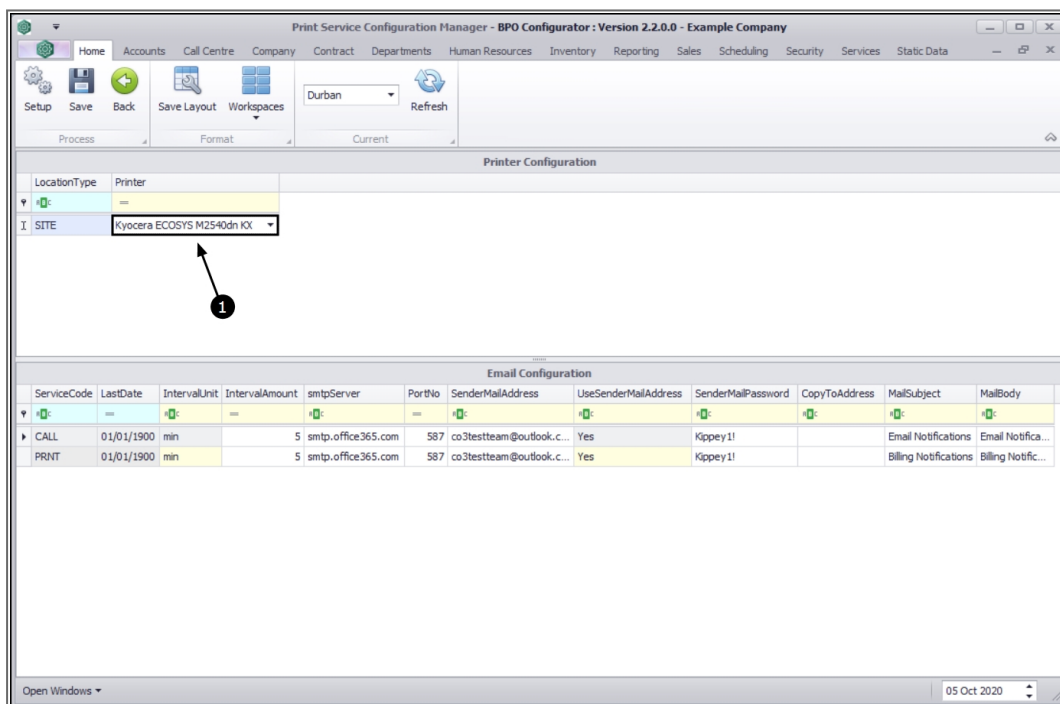 Print Service Configuration Manager - BPO Configurator : Version 2.2.0.0 - Example Company
Home Accounts Call Centre Company Contract Departments Human Resources Inventory Reporting Sales Scheduling Security Services Static Data
Durban
Setup Save Back Save Layout Workspaces Refresh
Process Format Current
Printer Configuration
LocationType Printer
SITE Kyocera ECOSYS M2540dn KX
1
Email Configuration
ServiceCode LastDate IntervalUnit IntervalAmount smtpServer PortNo SenderMailAddress UseSenderMailAddress SenderMailPassword CopyToAddress MailSubject MailBody
CALL 01/01/1900 min 5 smtp.office365.com 587 co3testteam@outlook.c... Yes Kippey1! Email Notifications Email Notifica...
PRNT 01/01/1900 min 5 smtp.office365.com 587 co3testteam@outlook.c... Yes Kippey1! Billing Notifications Billing Notific...
Open Windows 05 Oct 2020